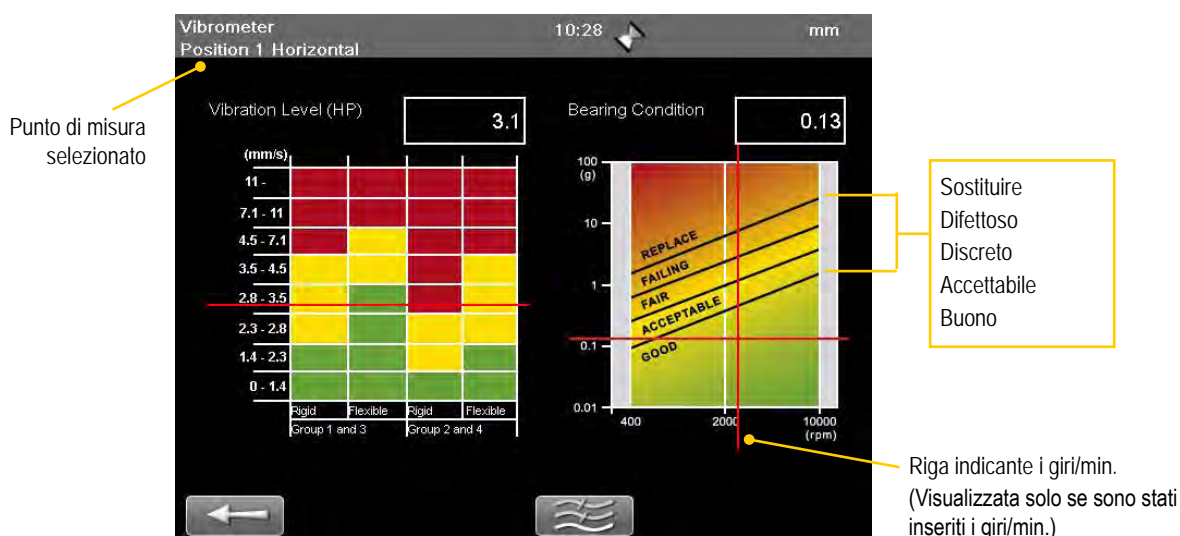 Vibrometer
Position 1 Horizontal
10:28
mm
Punto di misura
selezionato
Vibration Level (HP)
3.1
(mm/s)
11 -
7.1 - 11
4.5 - 7.1
3.5 - 4.5
2.8 - 3.5
2.3 - 2.8
1.4 - 2.3
0 - 1.4
Rigid Flexible Rigid Flexible
Group 1 and 3 Group 2 and 4
Bearing Condition
0.13
100
(g)
10
1
0.1
0.01
REPLACE
FAILING
FAIR
ACCEPTABLE
GOOD
400 2000 10000
(rpm)
Sostituire
Difettoso
Discreto
Accettabile
Buono
Riga indicante i giri/min.
(Visualizzata solo se sono stati
inseriti i giri/min.)